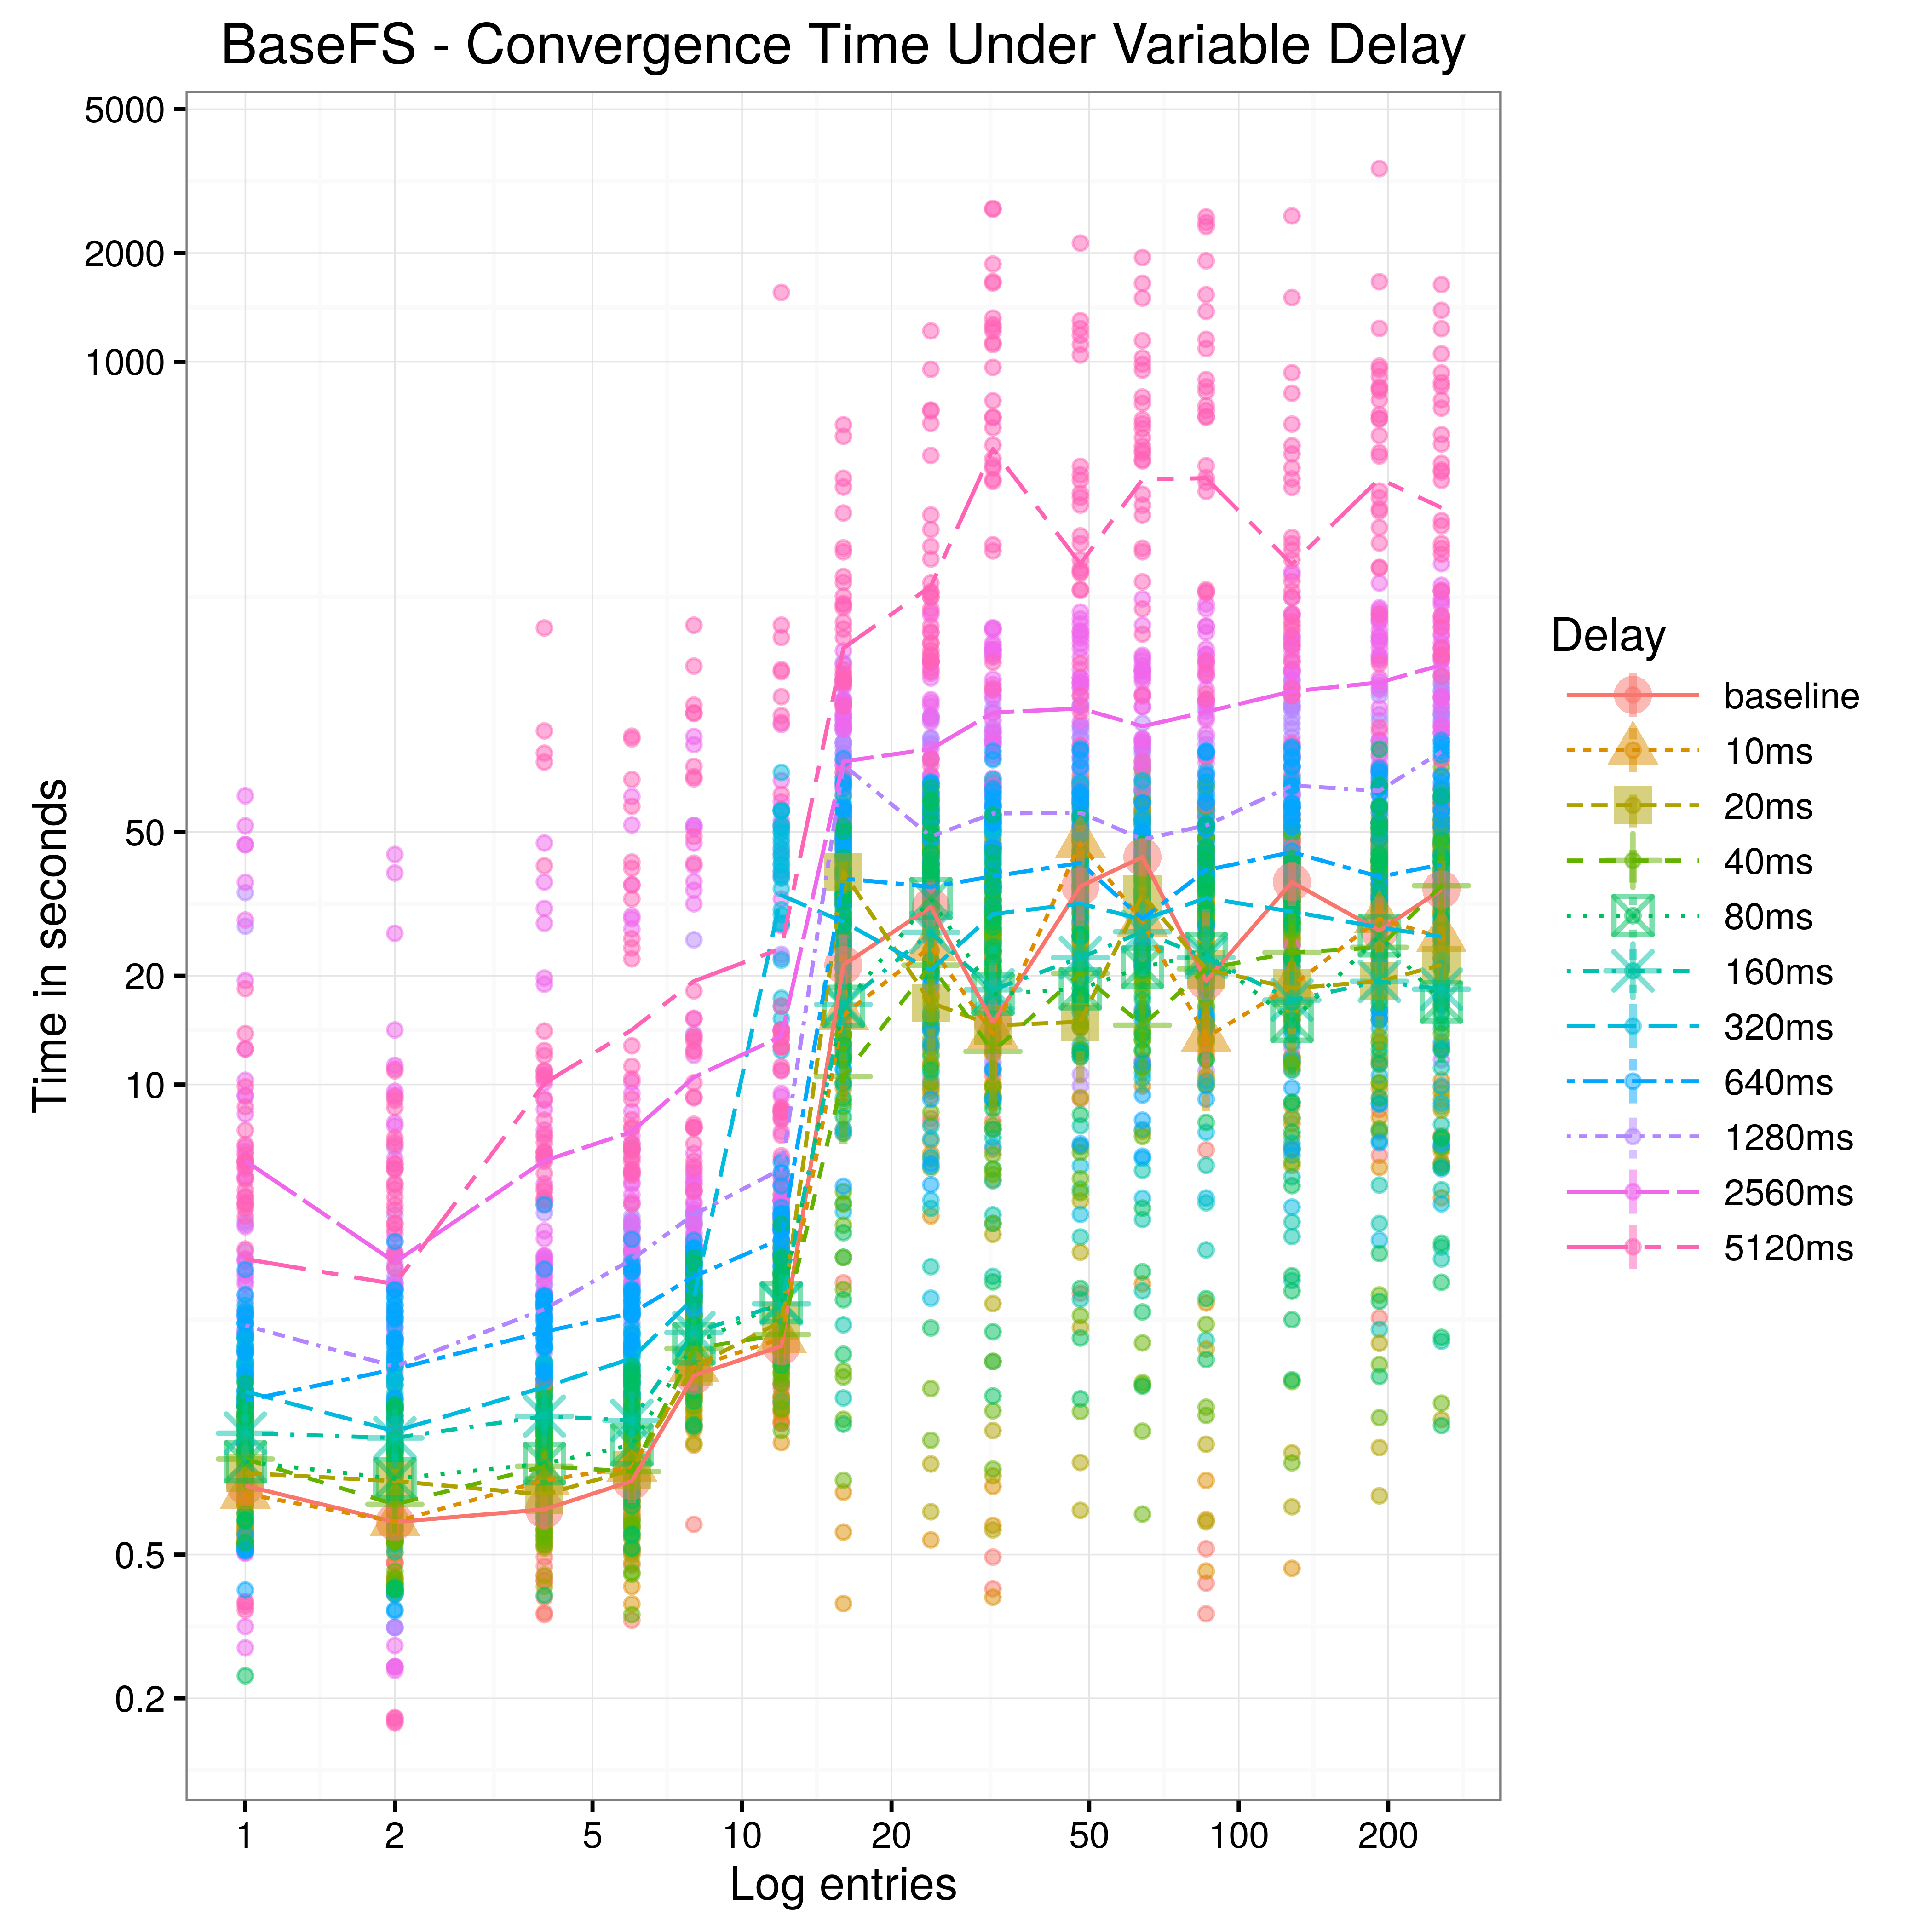 BaseFS - Convergence Time Under Variable Delay
5000
2000
1000
50
20
10
0.5
0.2
Time in seconds
1 2 5 10 20 50 100 200
Log entries
Delay
baseline
10ms
20ms
40ms
80ms
160ms
320ms
640ms
1280ms
2560ms
5120ms